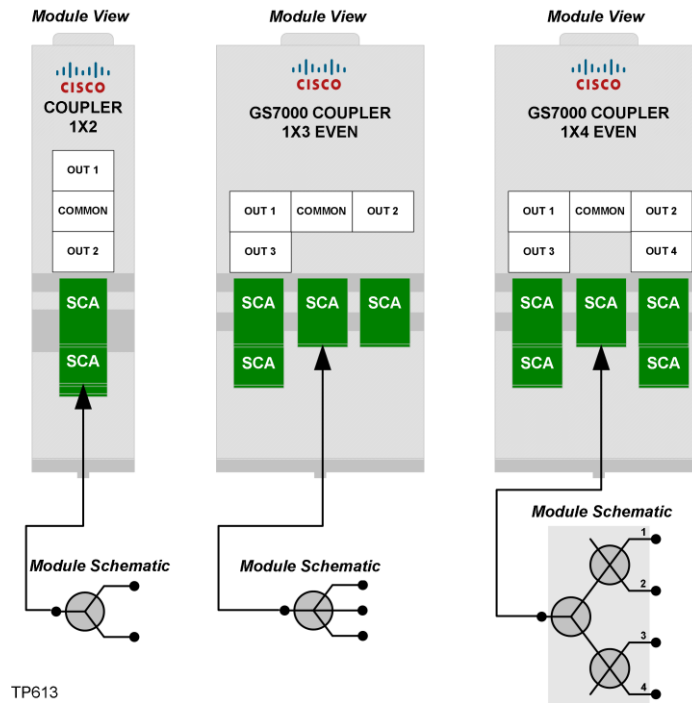 Module View
CISCO
COUPLER
1X2
OUT 1
COMMON
OUT 2
SCA
SCA
Module Schematic
Module View
CISCO
GS7000 COUPLER
1X3 EVEN
OUT 1 COMMON OUT 2
OUT 3
SCA SCA SCA
SCA
Module Schematic
Module View
CISCO
GS7000 COUPLER
1X4 EVEN
OUT 1 COMMON OUT 2
OUT 3 OUT 4
SCA SCA SCA
SCA SCA
Module Schematic
1
2
3
4
TP613